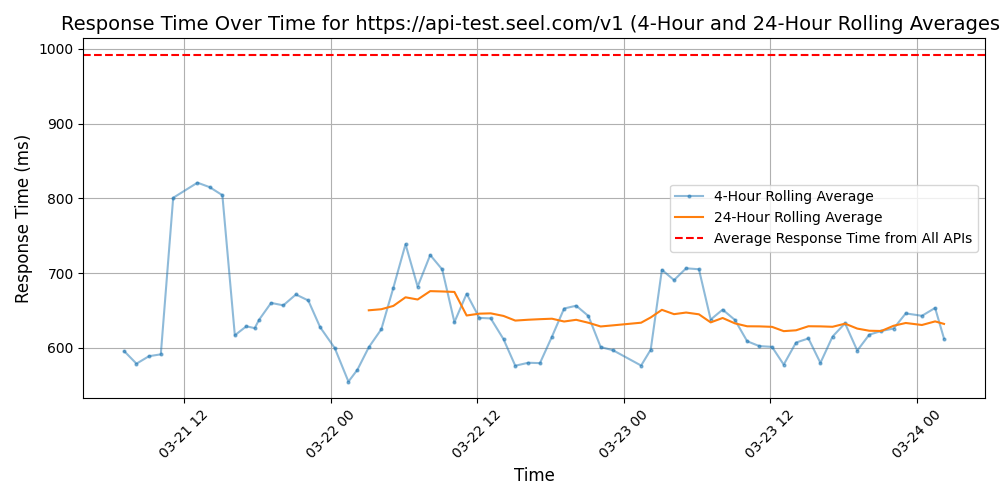 Response Time Over Time for https://api-test.seel.com/v1 (4-Hour and 24-Hour Rolling Averages
Response Time (ms)
1000
900
800
700
600
4-Hour Rolling Average
24-Hour Rolling Average
Average Response Time from All APIs
03-21 12
03-22 00
03-22 12
03-23 00
03-23 12
03-24 00
Time